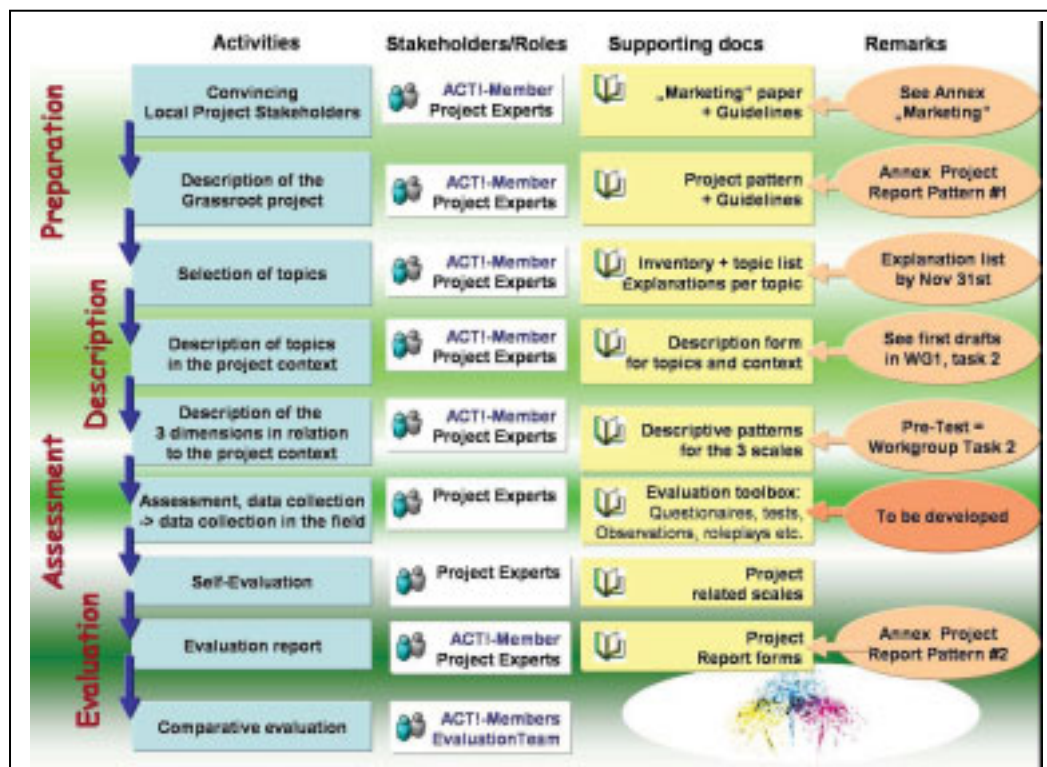 Activities
Stakeholders/Roles
Supporting docs
Remarks
Preparation
Convincing
Local Project Stakeholders
ACT!-Member
Project Experts
„Marketing“ paper
+ Guidelines
See Annex
„Marketing“
Description of the
Grassroot project
ACT!-Member
Project Experts
Project pattern
+ Guidelines
Annex Project
Report Pattern #1
Selection of topics
ACT!-Member
Project Experts
Inventory + topic list
Explanations per topic
Explanation list
by Nov 31st
Description
Description of topics
in the project context
ACT!-Member
Project Experts
Description form
for topics and context
See first drafts
in WG1, task 2
Description of the
3 dimensions in relation
to the project context
ACT!-Member
Project Experts
Descriptive patterns
for the 3 scales
Pre-Test =
Workgroup Task 2
Assessment
Assessment, data collection
-> data collection in the field
Project Experts
Evaluation toolbox:
Questionaires, tests,
Observations, roleplays etc.
To be developed
Self-Evaluation
Project Experts
Project
related scales
Evaluation
Evaluation report
ACT!-Member
Project Experts
Project
Report forms
Annex Project
Report Pattern #2
Comparative evaluation
ACT!-Members
EvaluationTeam